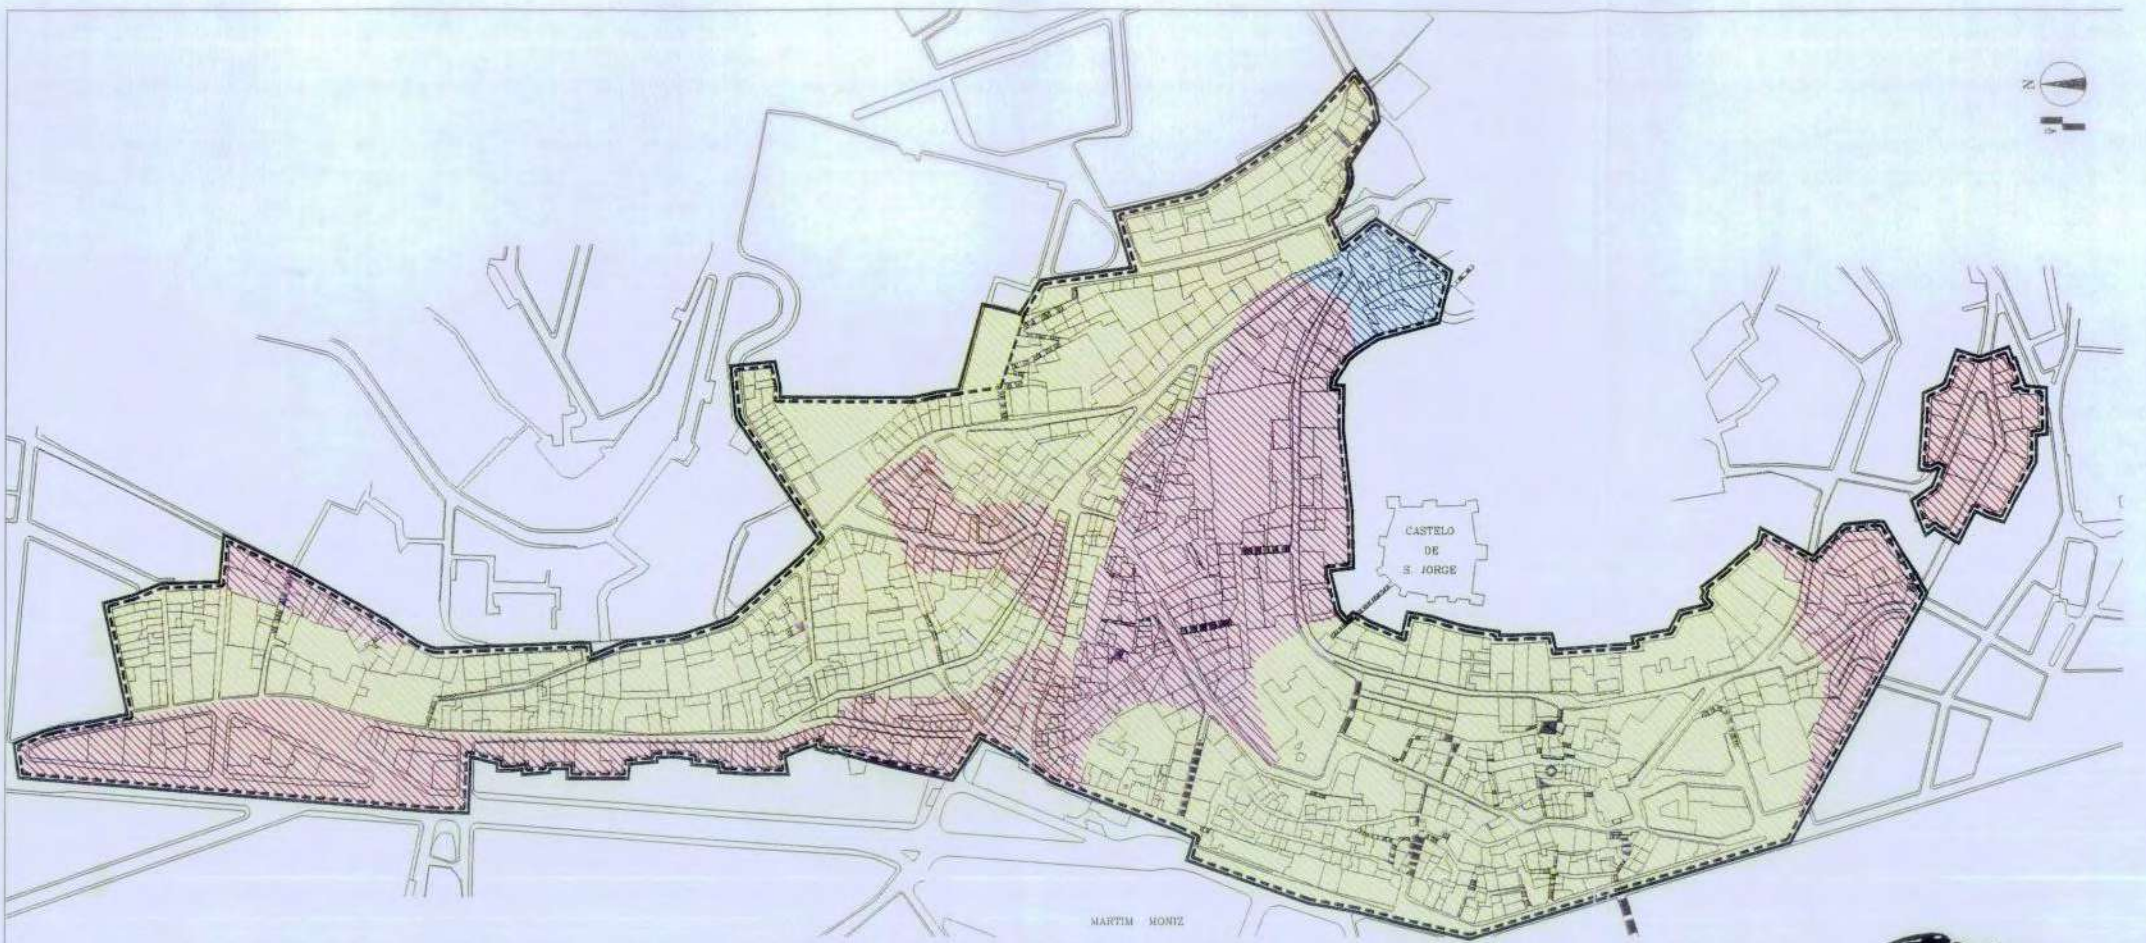 N
CASTELO
DE
S. JORGE
MARTIM MONIZ